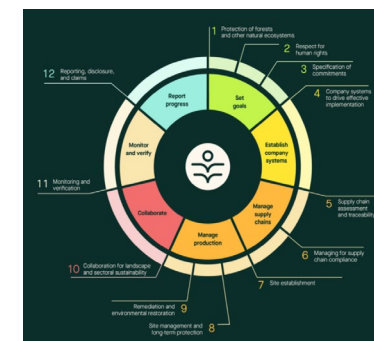 1 Protection of forests
and other natural ecosystems
2 Respect for
human rights
3 Specification of
commitments
4 Company systems
to drive effective
implementation
5 Supply chain
assessment
and traceability
6 Managing for supply
chain compliance
7 Site establishment
8 Site management and
long-term protection
9 Remediation and
environmental restoration
10 Collaboration for landscape
and sectoral sustainability
11 Monitoring and
verification
12 Reporting, disclosure,
and claims
Set
goals
Establish
company
systems
Manage
supply
chains
Manage
production
Collaborate
Monitor
and verify
Report
progress